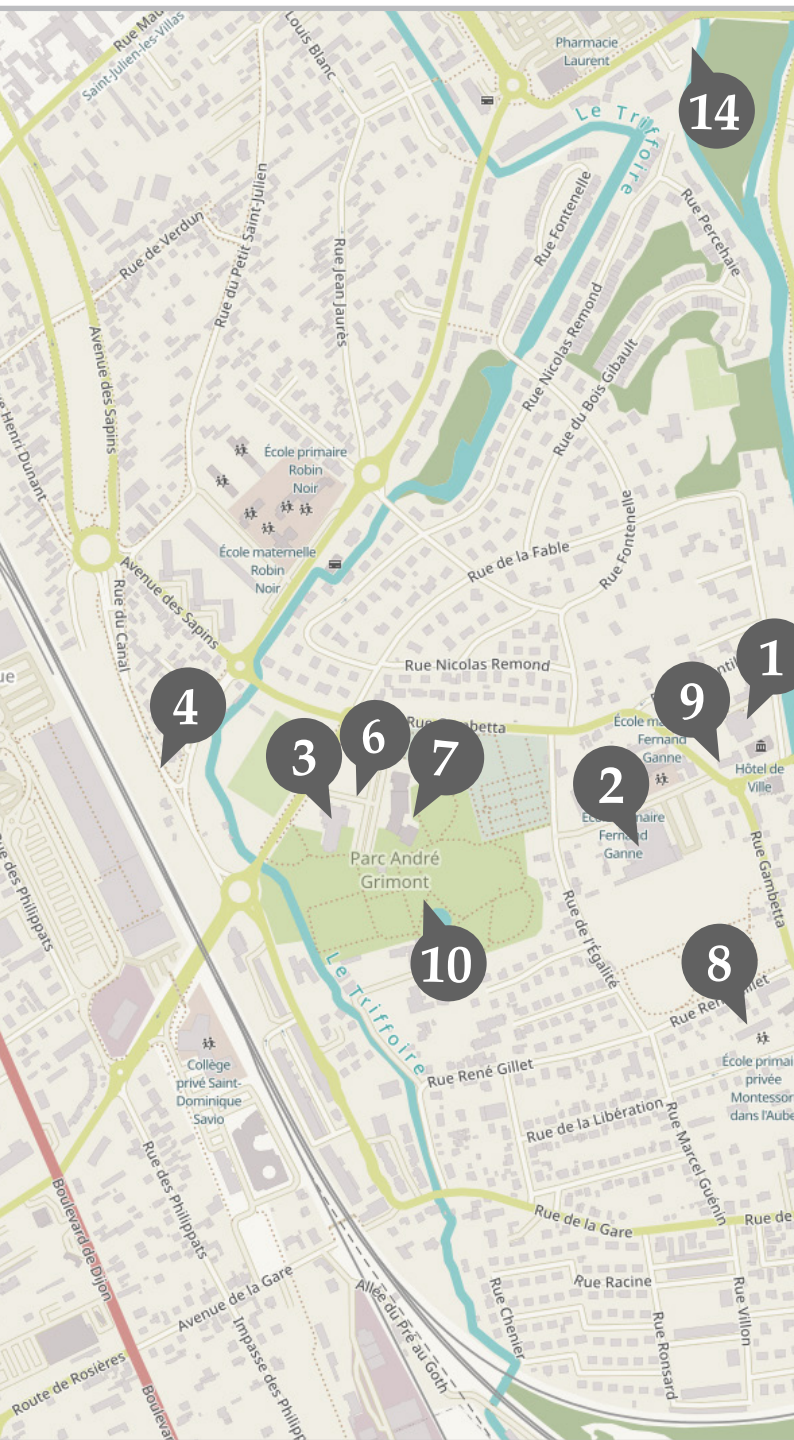 Saint-Julien-les-Villas
Louis Blanc
Pharmacie
Laurent
14
Le Triffoire
Rue Fontenelle
Rue Percehaie
Rue de Verdun
Rue du Petit Saint-Julien
Rue Jean Jaurès
Avenue des Sapins
Rue Nicolas Remond
Rue du Bois Gibault
Henri Dunant
École primaire
Robin
Noir
École maternelle
Robin
Noir
Rue de la Fable
Rue Fontenelle
Avenue des Sapins
Rue du Canal
Rue Nicolas Remond
1
4
9
6
3
7
2
Fernand
Ganne
Hôtel de
Ville
Fernand
Ganne
Parc André
Grimont
Rue Gambetta
Rue des Philippats
Rue de l'Égalité
10
8
Le Triffoire
Collège
privé Saint-
Dominique
Savio
Rue René Gillet
École primai
privée
Montessor
dans l'Aube
Rue de la Libération
Rue Marcel Guénin
Rue des Philippats
Boulevard de Dijon
Rue de la Gare
Rue de
Avenue de la Gare
Allée du Pré au Goth
Rue Racine
Rue Chenier
Rue Ronsard
Rue Villon
Impasse des Philipp
Route de Rosières
Boulevar